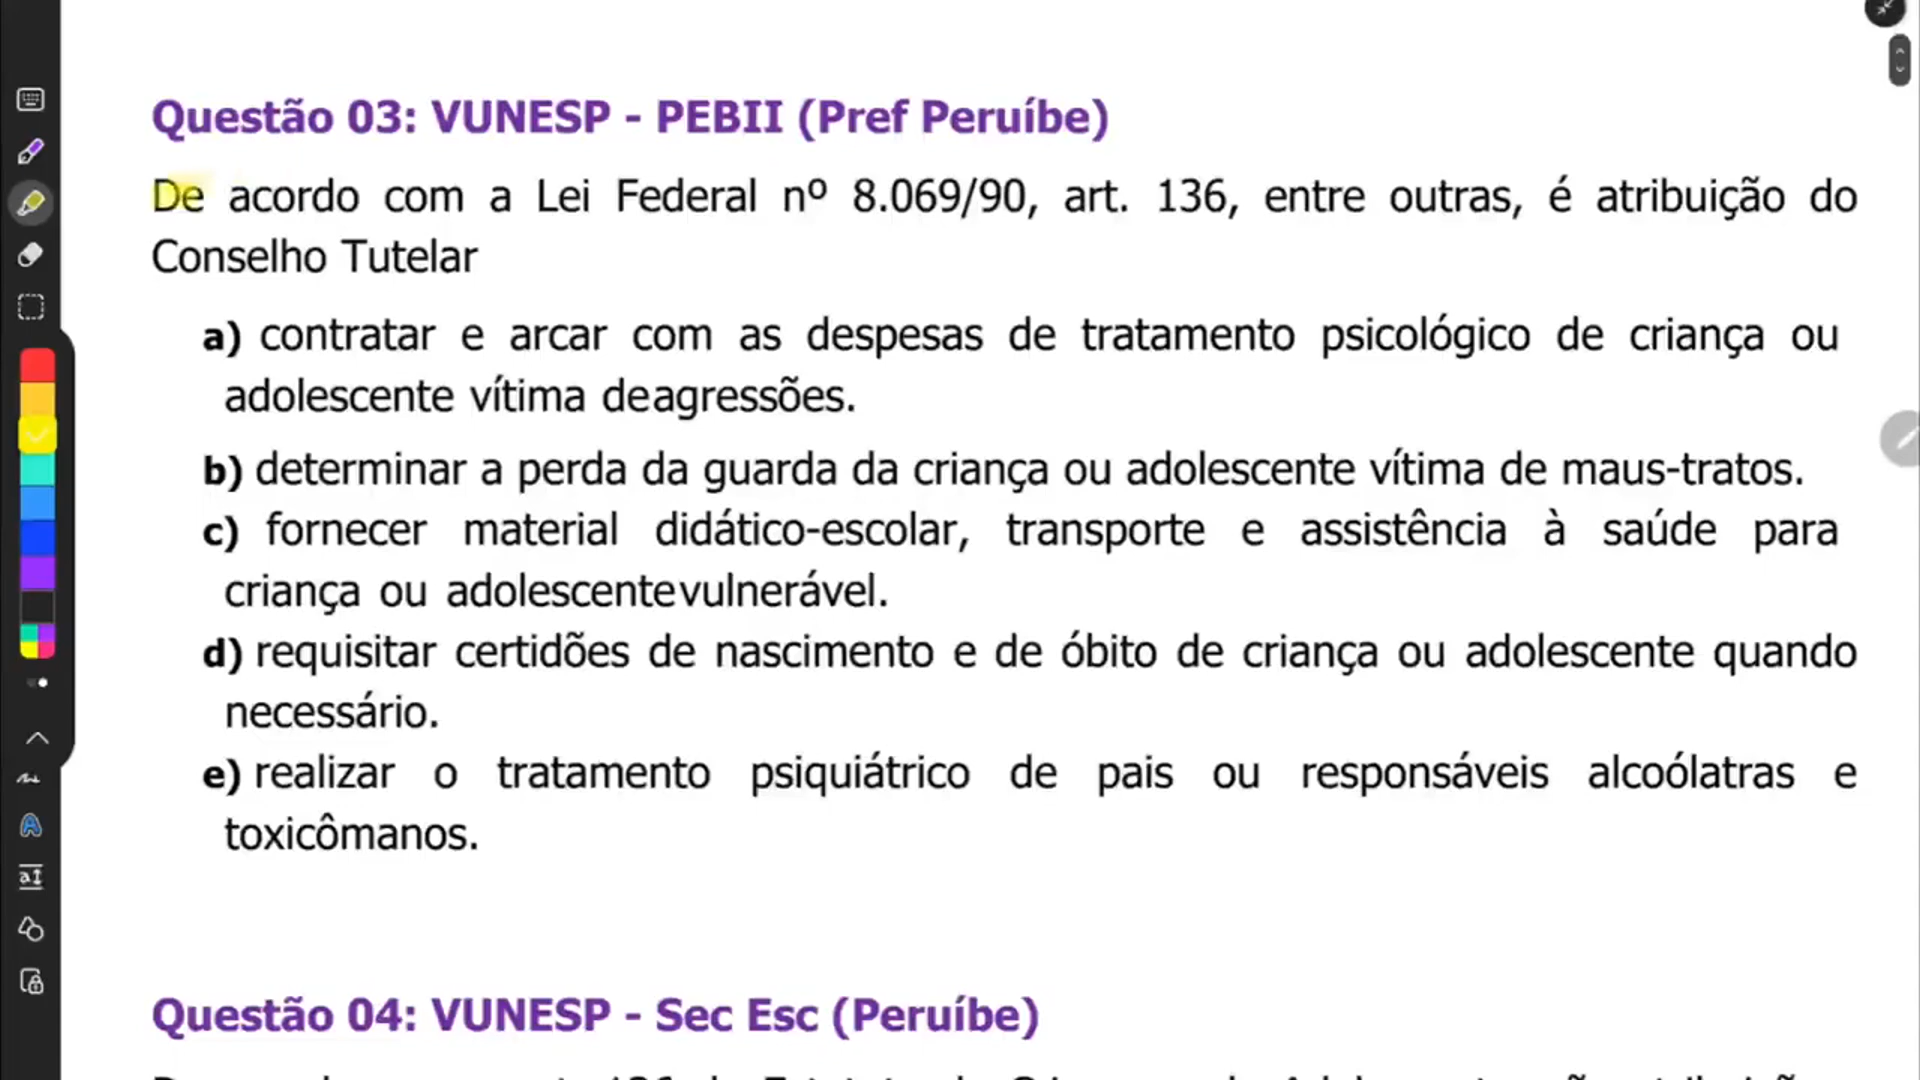 Questão 03: VUNESP - PEBII (Pref Peruíbe)
De acordo com a Lei Federal nº 8.069/90, art. 136, entre outras, é atribuição do
Conselho Tutelar
a) contratar e arcar com as despesas de tratamento psicológico de criança ou
adolescente vítima deagressões.
b) determinar a perda da guarda da criança ou adolescente vítima de maus-tratos.
c) fornecer material didático-escolar, transporte e assistência à saúde para
criança ou adolescentevulnerável.
d) requisitar certidões de nascimento e de óbito de criança ou adolescente quando
necessário.
e) realizar o tratamento psiquiátrico de pais ou responsáveis alcoólatras e
toxicômanos.
Questão 04: VUNESP - Sec Esc (Peruíbe)